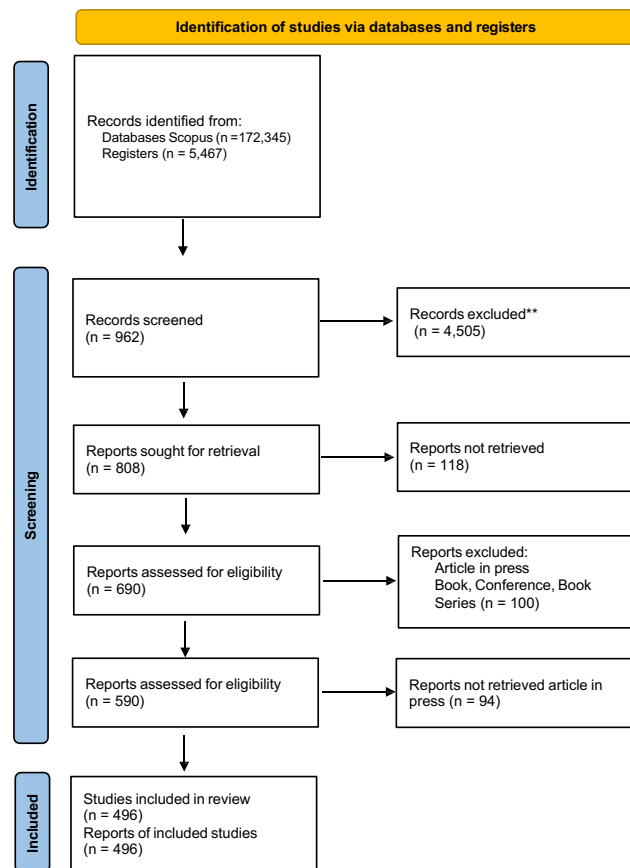 Identification of studies via databases and registers
Identification
Records identified from:
Databases Scopus (n =172,345)
Registers (n = 5,467)
Screening
Records screened
(n = 962)
Records excluded**
(n = 4,505)
Reports sought for retrieval
(n = 808)
Reports not retrieved
(n = 118)
Reports assessed for eligibility
(n = 690)
Reports excluded:
Article in press
Book, Conference, Book
Series (n = 100)
Reports assessed for eligibility
(n = 590)
Reports not retrieved article in
press (n = 94)
Included
Studies included in review
(n = 496)
Reports of included studies
(n = 496)